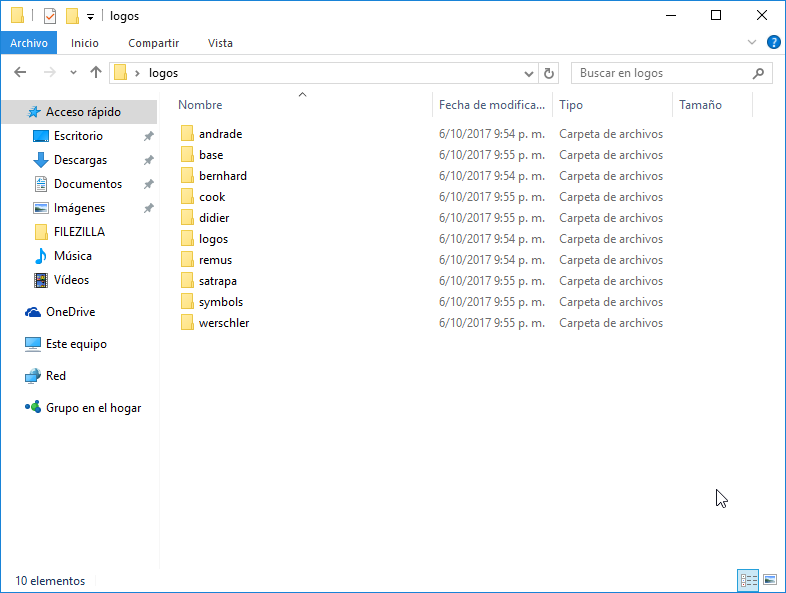 logos
Archivo Inicio Compartir Vista
logos Buscar en logos
Nombre Fecha de modifica... Tipo Tamaño
Acceso rápido
Escritorio
Descargas
Documentos
Imágenes
FILEZILLA
Música
Vídeos
OneDrive
Este equipo
Red
Grupo en el hogar
andrade 6/10/2017 9:54 p. m. Carpeta de archivos
base 6/10/2017 9:55 p. m. Carpeta de archivos
bernhard 6/10/2017 9:54 p. m. Carpeta de archivos
cook 6/10/2017 9:55 p. m. Carpeta de archivos
didier 6/10/2017 9:55 p. m. Carpeta de archivos
logos 6/10/2017 9:54 p. m. Carpeta de archivos
remus 6/10/2017 9:54 p. m. Carpeta de archivos
satrapa 6/10/2017 9:55 p. m. Carpeta de archivos
symbols 6/10/2017 9:55 p. m. Carpeta de archivos
werschler 6/10/2017 9:55 p. m. Carpeta de archivos
10 elementos